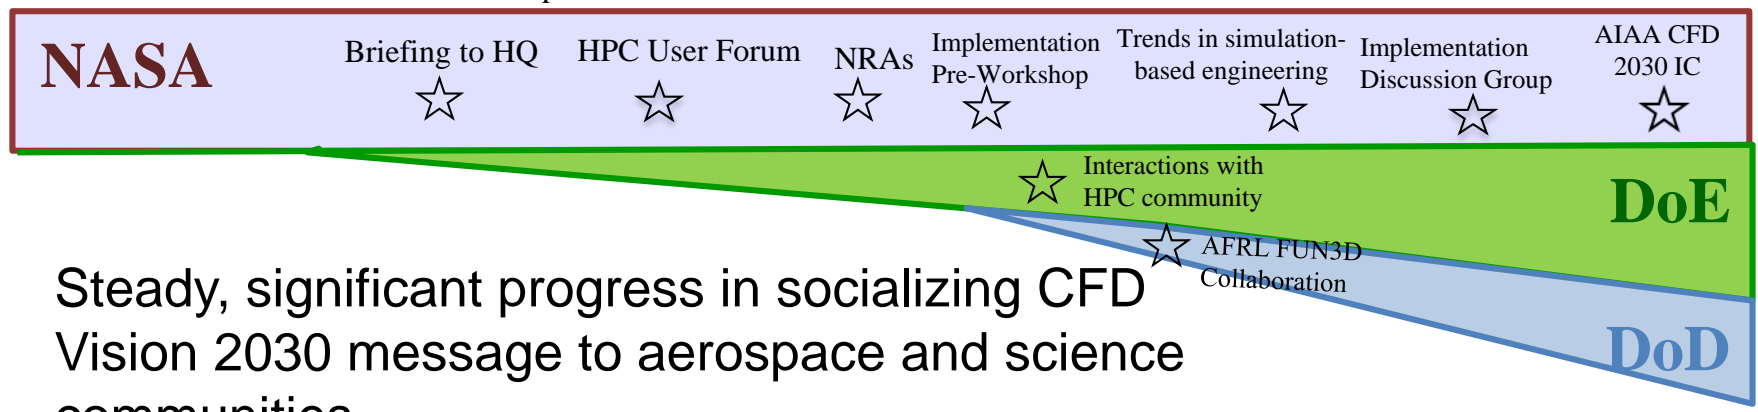 NASA
Briefing to HQ
HPC User Forum
NRAs
Implementation
Pre-Workshop
Trends in simulation-
based engineering
Implementation
Discussion Group
AIAA CFD
2030 IC
Interactions with
HPC community
DoE
AFRL FUN3D
Collaboration
DoD
Steady, significant progress in socializing CFD
Vision 2030 message to aerospace and science
communities